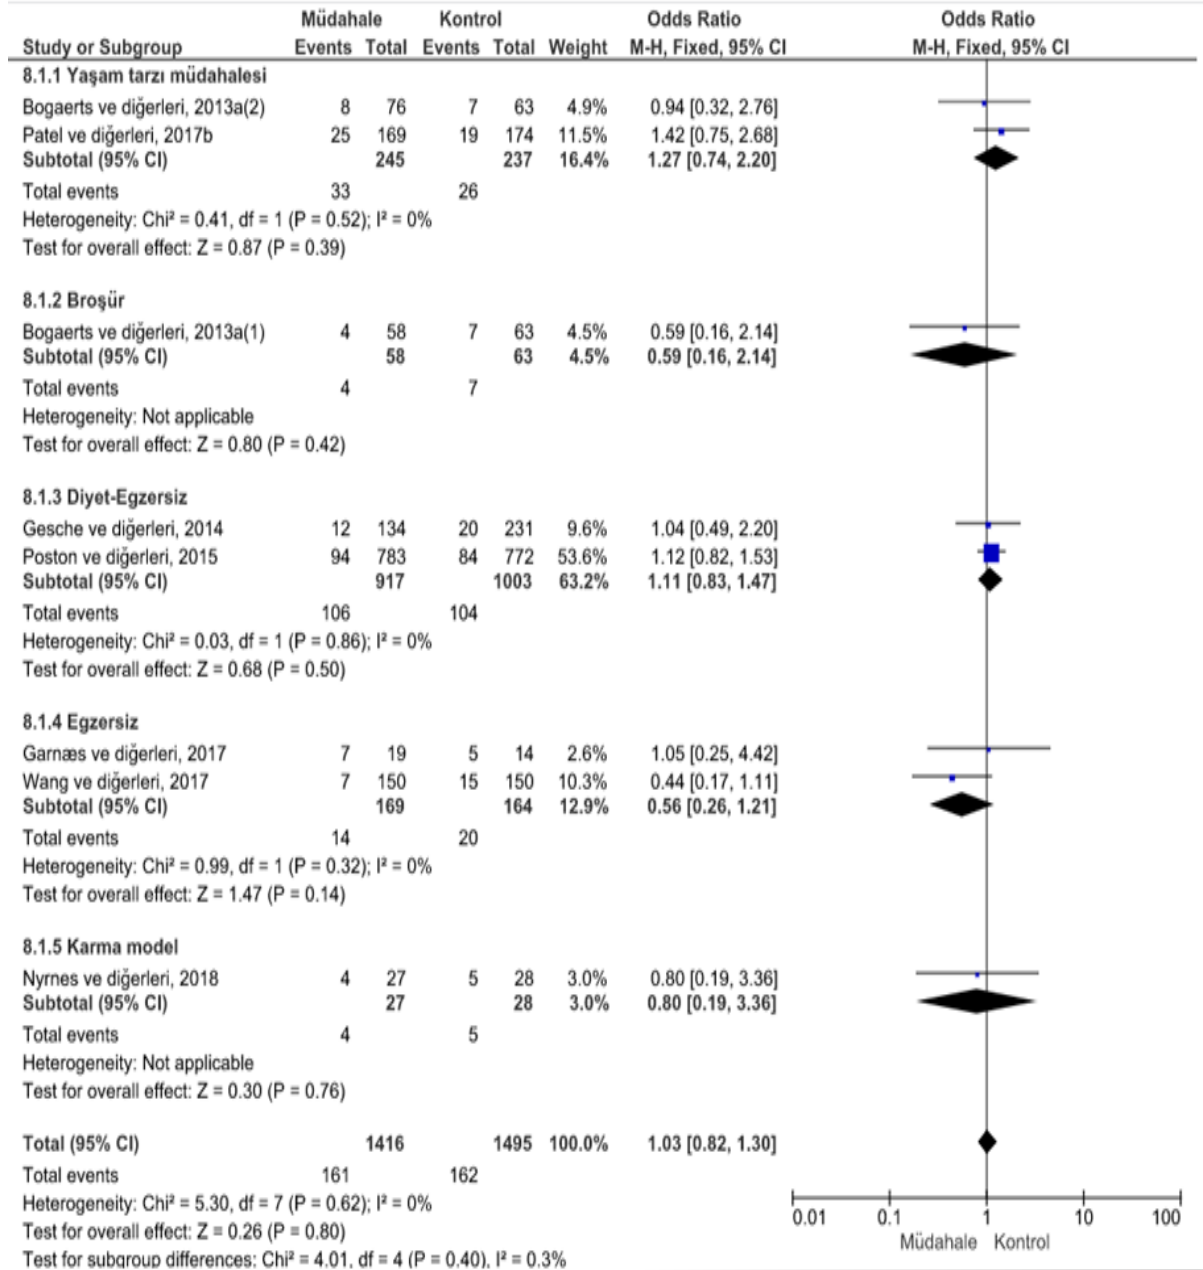 Müdahale Kontrol Odds Ratio Odds Ratio
Study or Subgroup Events Total Events Total Weight M-H, Fixed, 95% CI M-H, Fixed, 95% CI
8.1.1 Yaşam tarzı müdahalesi
Bogaerts ve diğerleri, 2013a(2) 8 76 7 63 4.9% 0.94 [0.32, 2.76]
Patel ve diğerleri, 2017b 25 169 19 174 11.5% 1.42 [0.75, 2.68]
Subtotal (95% CI) 245 237 16.4% 1.27 [0.74, 2.20]
Total events 33 26
Heterogeneity: Chi² = 0.41, df = 1 (P = 0.52); I² = 0%
Test for overall effect: Z = 0.87 (P = 0.39)
8.1.2 Broşür
Bogaerts ve diğerleri, 2013a(1) 4 58 7 63 4.5% 0.59 [0.16, 2.14]
Subtotal (95% CI) 58 63 4.5% 0.59 [0.16, 2.14]
Total events 4 7
Heterogeneity: Not applicable
Test for overall effect: Z = 0.80 (P = 0.42)
8.1.3 Diyet-Egzersiz
Gesche ve diğerleri, 2014 12 134 20 231 9.6% 1.04 [0.49, 2.20]
Poston ve diğerleri, 2015 94 783 84 772 53.6% 1.12 [0.82, 1.53]
Subtotal (95% CI) 917 1003 63.2% 1.11 [0.83, 1.47]
Total events 106 104
Heterogeneity: Chi² = 0.03, df = 1 (P = 0.86); I² = 0%
Test for overall effect: Z = 0.68 (P = 0.50)
8.1.4 Egzersiz
Garnæs ve diğerleri, 2017 7 19 5 14 2.6% 1.05 [0.25, 4.42]
Wang ve diğerleri, 2017 7 150 15 150 10.3% 0.44 [0.17, 1.11]
Subtotal (95% CI) 169 164 12.9% 0.56 [0.26, 1.21]
Total events 14 20
Heterogeneity: Chi² = 0.99, df = 1 (P = 0.32); I² = 0%
Test for overall effect: Z = 1.47 (P = 0.14)
8.1.5 Karma model
Nyrnes ve diğerleri, 2018 4 27 5 28 3.0% 0.80 [0.19, 3.36]
Subtotal (95% CI) 27 28 3.0% 0.80 [0.19, 3.36]
Total events 4 5
Heterogeneity: Not applicable
Test for overall effect: Z = 0.30 (P = 0.76)
Total (95% CI) 1416 1495 100.0% 1.03 [0.82, 1.30]
Total events 161 162
Heterogeneity: Chi² = 5.30, df = 7 (P = 0.62); I² = 0%
Test for overall effect: Z = 0.26 (P = 0.80)
Test for subgroup differences: Chi² = 4.01, df = 4 (P = 0.40), I² = 0.3%
0.01 0.1 1 10 100
Müdahale Kontrol